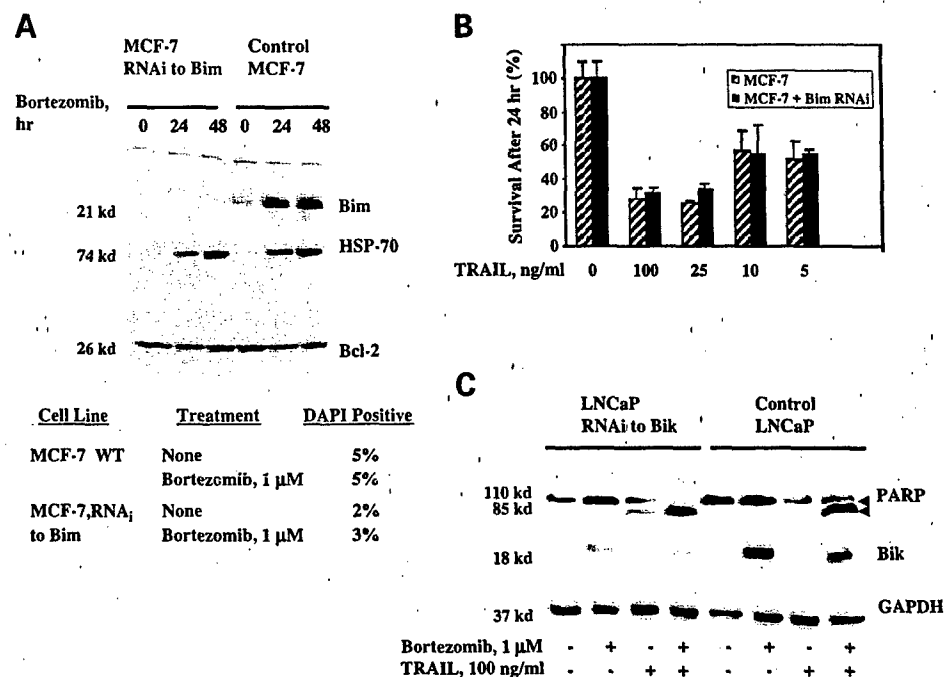 A
MCF-7 Control
RNAi to Bim MCF-7
Bortezomib,
hr 0 24 48 0 24 48
21 kd Bim
74 kd HSP-70
26 kd Bcl-2
Cell Line Treatment DAPI Positive
MCF-7 WT None 5%
Bortezomib, 1 µM 5%
MCF-7,RNAi None 2%
to Bim Bortezomib, 1 µM 3%
B
Survival After 24 hr (%)
100
80
60
40
20
0
MCF-7
MCF-7 + Bim RNAi
TRAIL, ng/ml 0 100 25 10 5
C
LNCaP Control
RNAi to Bik LNCaP
110 kd PARP
85 kd
18 kd Bik
37 kd GAPDH
Bortezomib, 1 µM - + - + - + - +
TRAIL, 100 ng/ml - - + + - - + +